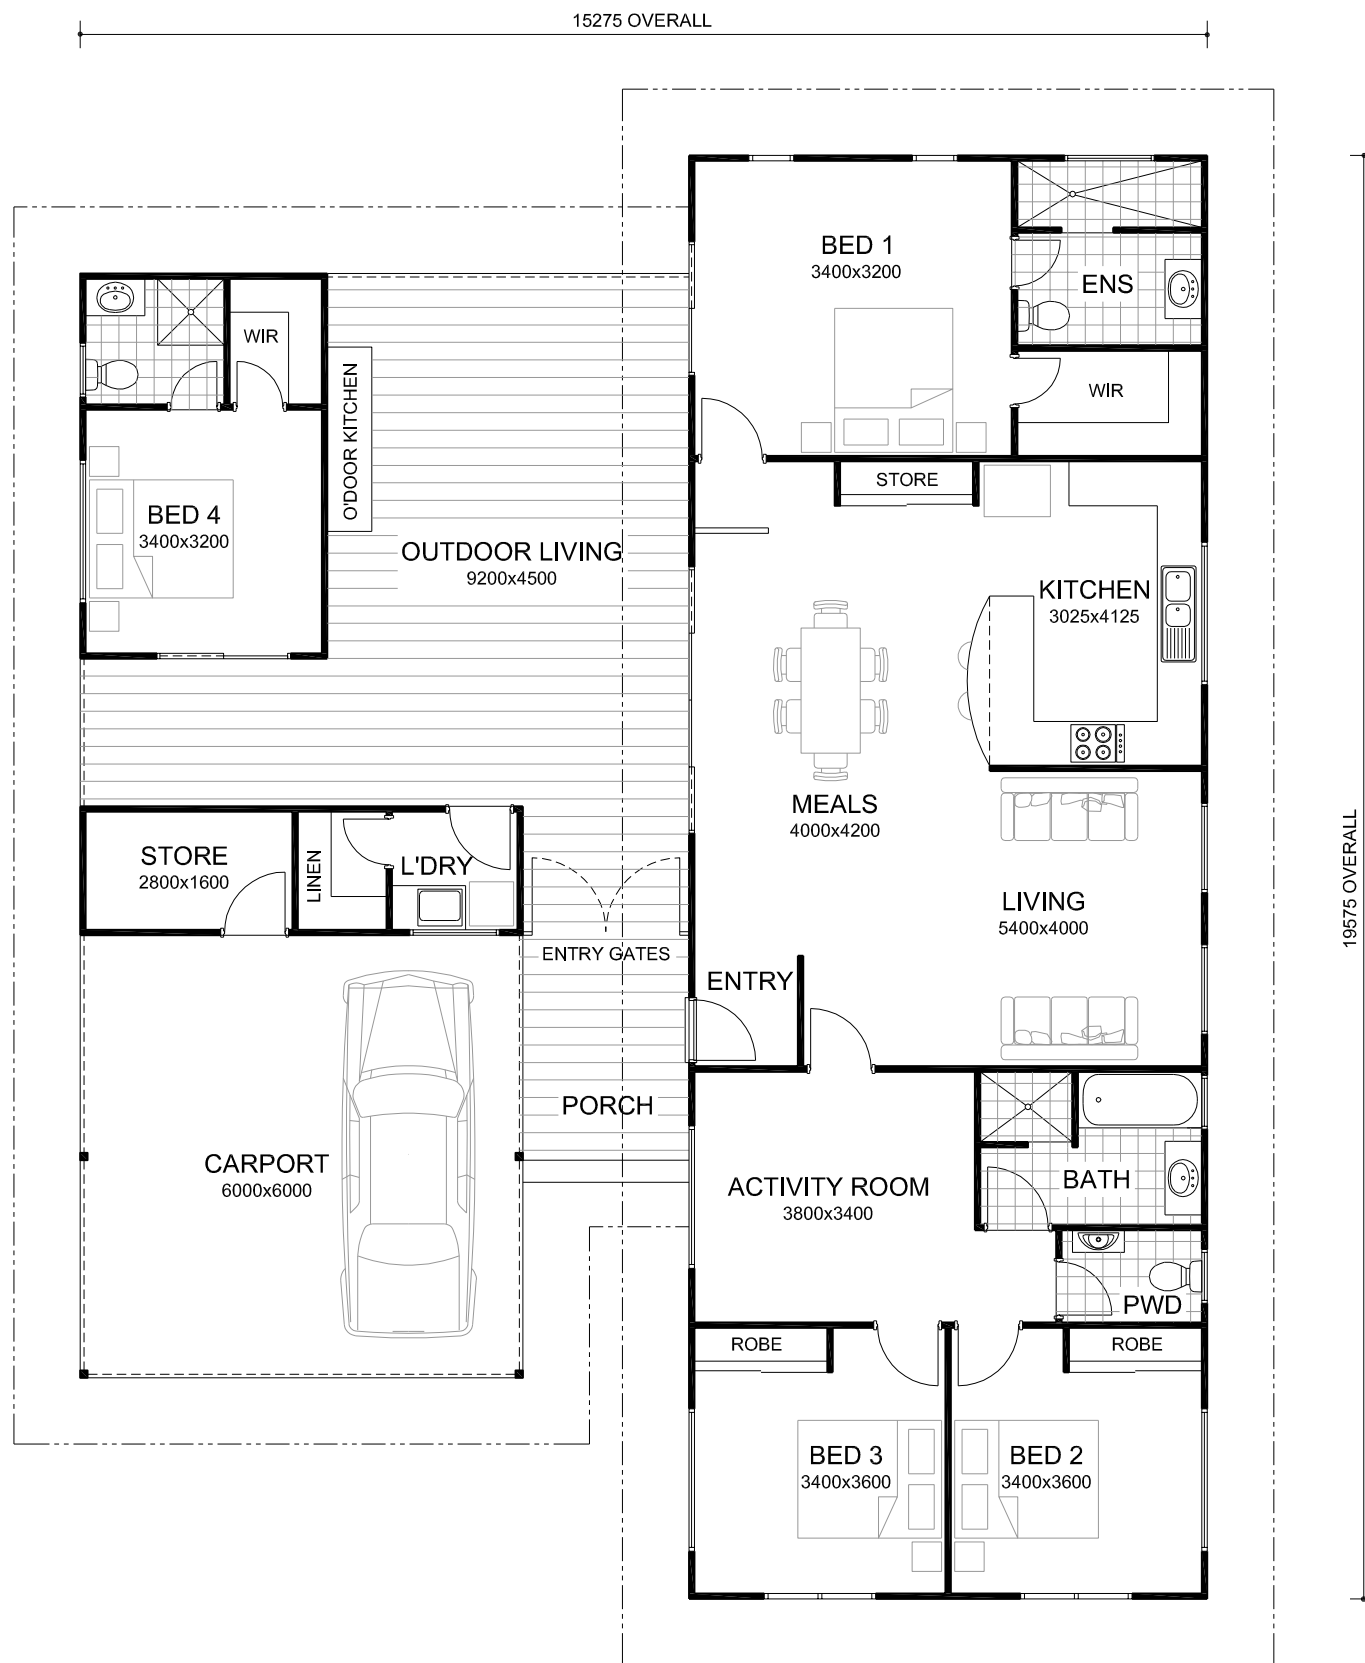 15275 OVERALL
BED 1
3400x3200
ENS
WIR
WIR
O'DOOR KITCHEN
STORE
BED 4
3400x3200
OUTDOOR LIVING
9200x4500
KITCHEN
3025x4125
MEALS
4000x4200
19575 OVERALL
STORE
2800x1600
LINEN
L'DRY
LIVING
5400x4000
ENTRY GATES
ENTRY
PORCH
CARPORT
6000x6000
ACTIVITY ROOM
3800x3400
BATH
PWD
ROBE
ROBE
BED 3
3400x3600
BED 2
3400x3600